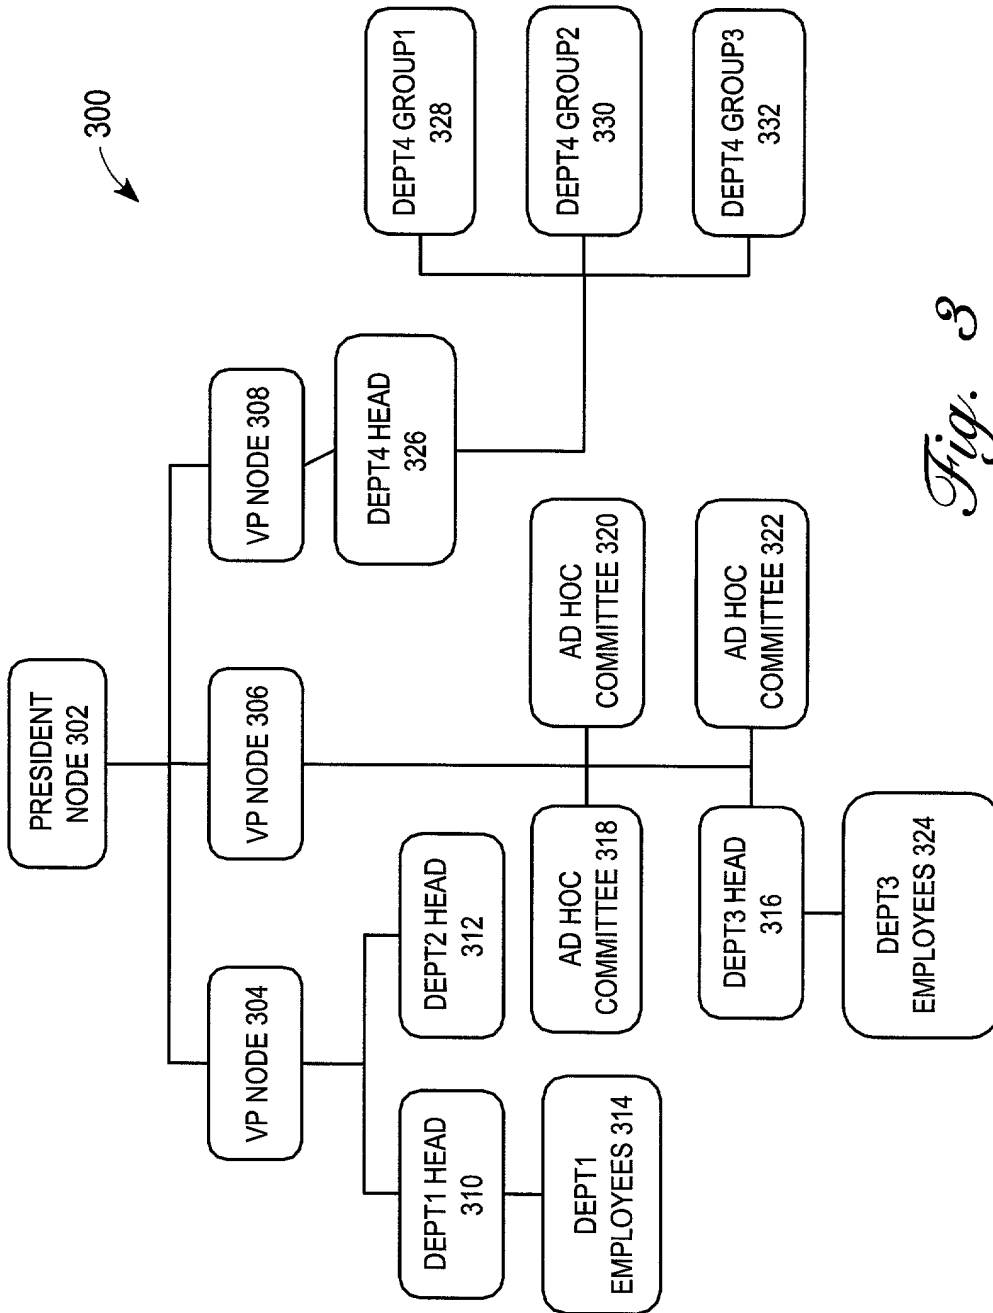 300
PRESIDENT
NODE 302
VP NODE 304
VP NODE 306
VP NODE 308
DEPT1 HEAD
310
DEPT2 HEAD
312
DEPT4 HEAD
326
DEPT1
EMPLOYEES 314
AD HOC
COMMITTEE 318
AD HOC
COMMITTEE 320
DEPT3 HEAD
316
AD HOC
COMMITTEE 322
DEPT3
EMPLOYEES 324
DEPT4 GROUP1
328
DEPT4 GROUP2
330
DEPT4 GROUP3
332
Fig. 3